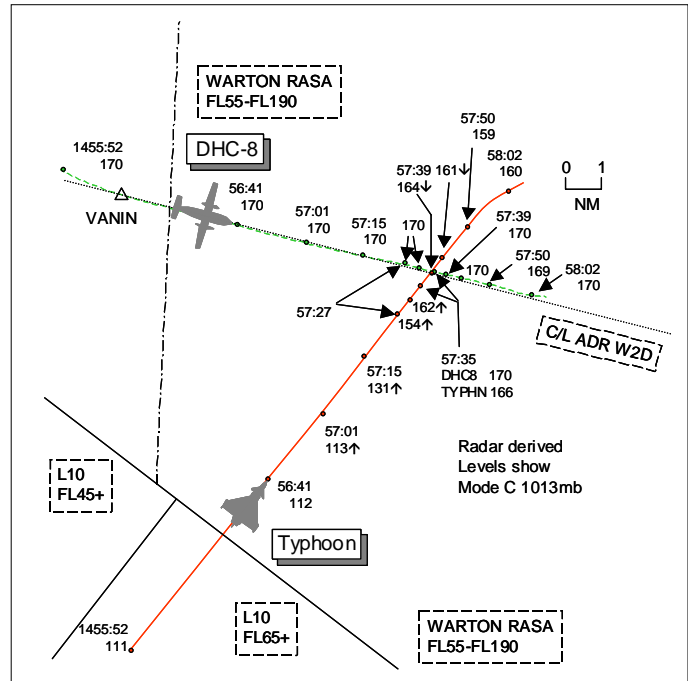 WARTON RASA
FL55-FL190
DHC-8
1455:52
170
VANIN
56:41
170
57:01
170
57:15
170
170
57:39
164↓
161↓
57:50
159
58:02
160
0 1
NM
57:39
170
170
57:50
169
58:02
170
C/L ADR W2D
57:27
162↑
154↑
57:35
DHC8 170
TYPHN 166
57:15
131↑
57:01
113↑
56:41
112
Radar derived
Levels show
Mode C 1013mb
L10
FL45+
Typhoon
1455:52
111
L10
FL65+
WARTON RASA
FL55-FL190